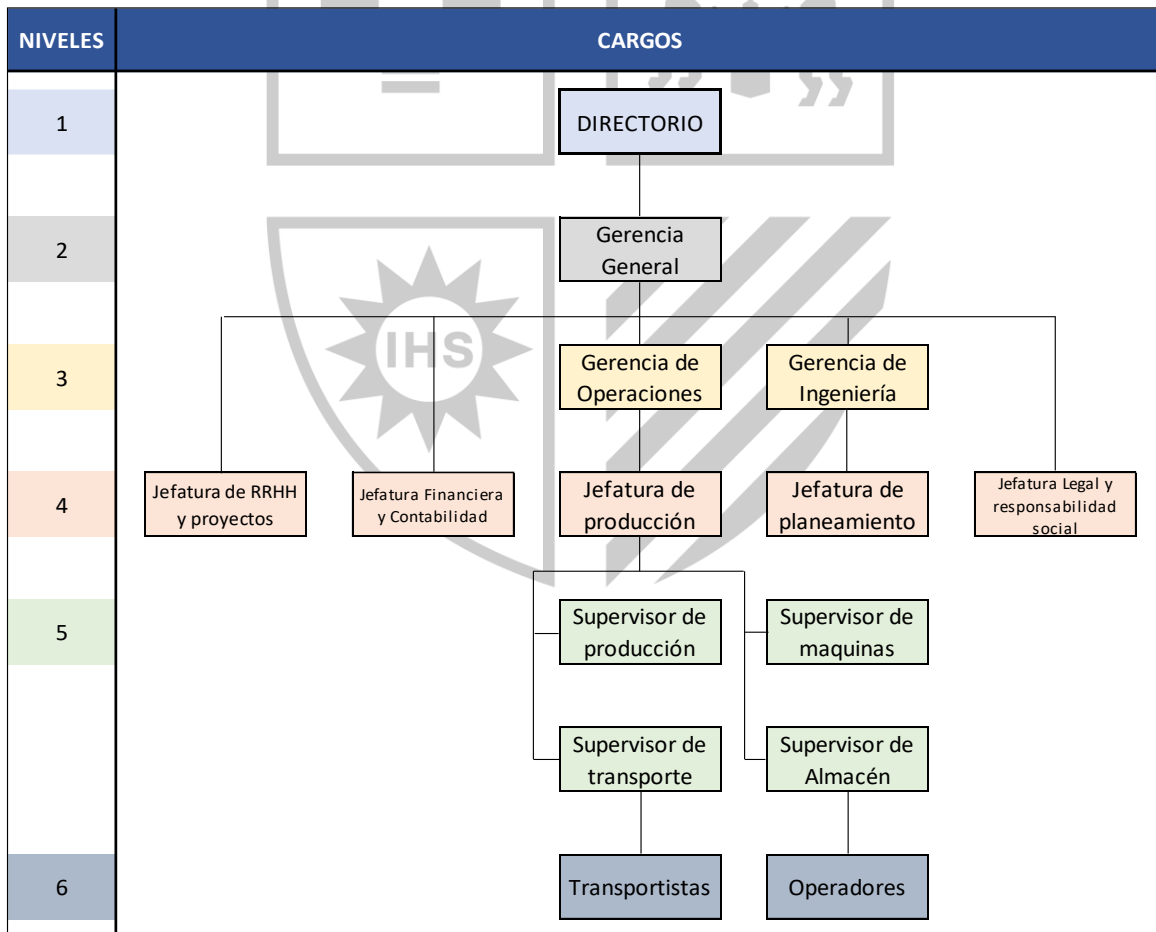 NIVELES
CARGOS
1
DIRECTORIO
2
Gerencia
General
IHS
3
Gerencia de
Operaciones
Gerencia de
Ingeniería
4
Jefatura de RRHH
y proyectos
Jefatura Financiera
y Contabilidad
Jefatura de
producción
Jefatura de
planeamiento
Jefatura Legal y
responsabilidad
social
5
Supervisor de
producción
Supervisor de
maquinas
Supervisor de
transporte
Supervisor de
Almacén
6
Transportistas
Operadores